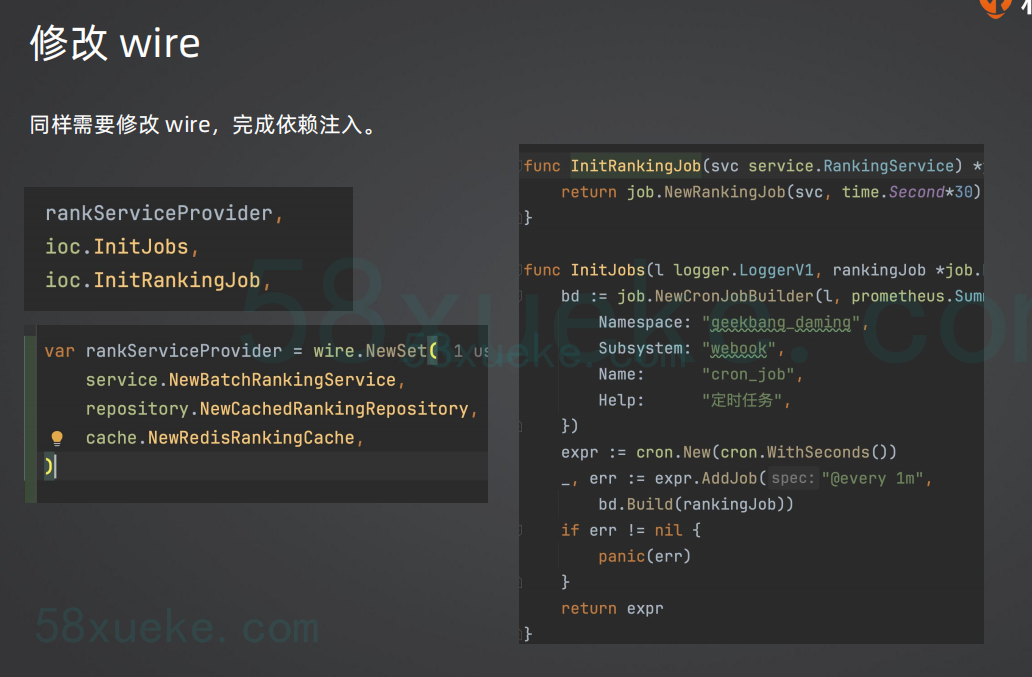 修改 wire
同样需要修改 wire，完成依赖注入。
rankServiceProvider,
ioc.InitJobs,
ioc.InitRankingJob,
var rankServiceProvider = wire.NewSet( 1 us
service.NewBatchRankingService,
repository.NewCachedRankingRepository,
cache.NewRedisRankingCache,
)
func InitRankingJob(svc service.RankingService) *
return job.NewRankingJob(svc, time.Second*30)
}
func InitJobs(l logger.LoggerV1, rankingJob *job.
bd := job.NewCronJobBuilder(l, prometheus.Summ
Namespace: "geekbang_daming",
Subsystem: "webook",
Name: "cron_job",
Help: "定时任务",
})
expr := cron.New(cron.WithSeconds())
_, err := expr.AddJob( spec: "@every 1m",
bd.Build(rankingJob))
if err != nil {
panic(err)
}
return expr
}
58xueke.com
58xueke.com
58xueke.com